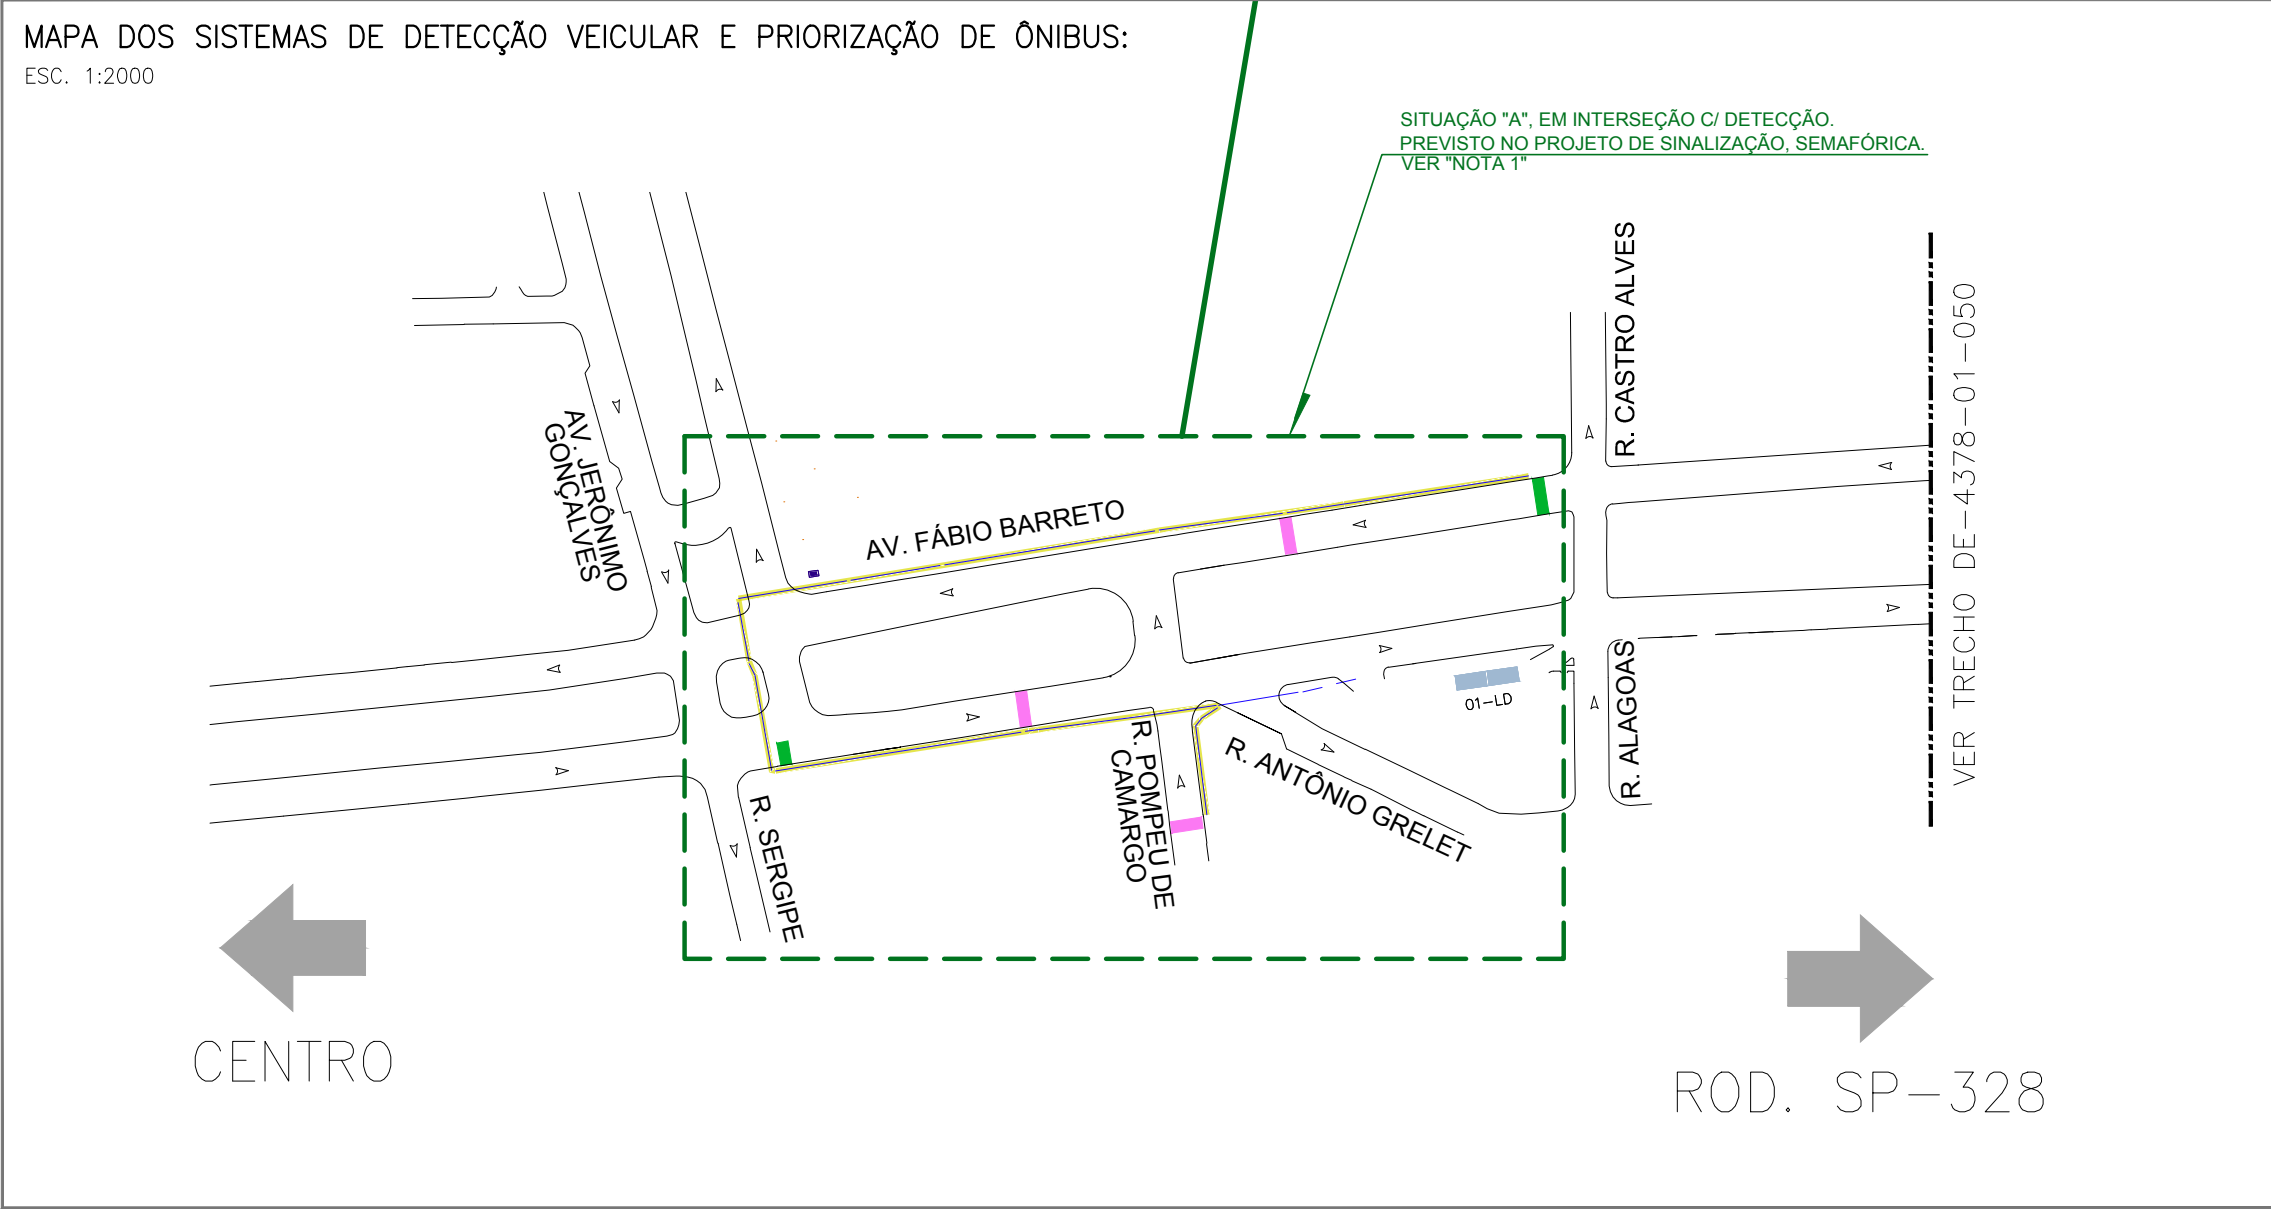 MAPA DOS SISTEMAS DE DETECÇÃO VEICULAR E PRIORIZAÇÃO DE ÔNIBUS:
ESC. 1:2000
SITUAÇÃO "A", EM INTERSEÇÃO C/ DETECÇÃO.
PREVISTO NO PROJETO DE SINALIZAÇÃO, SEMAFÓRICA.
VER "NOTA 1"
R. CASTRO ALVES
VER TRECHO DE-4378-01-050
AV. JERÔNIMO
GONÇALVES
AV. FÁBIO BARRETO
01-LD
R. ALAGOAS
R. SERGIPE
R. POMPEU DE
CAMARGO
R. ANTÔNIO GRELET
CENTRO
ROD. SP-328